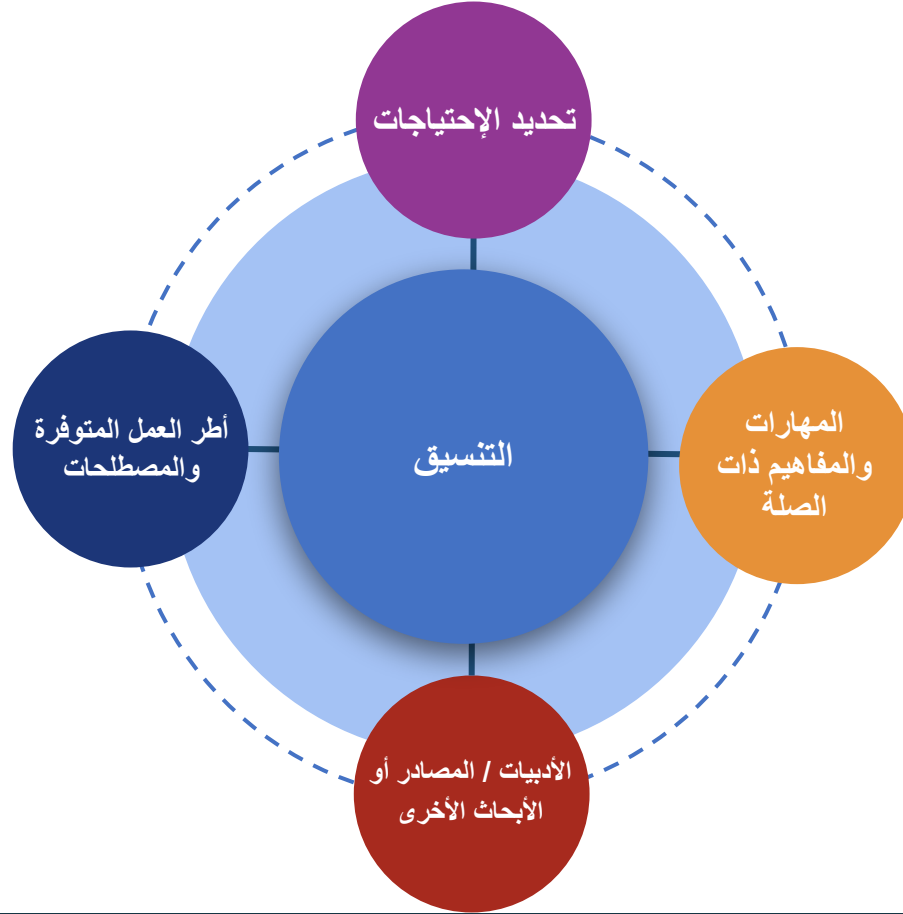 تحديد الإحتياجات
المهارات
والمفاهيم ذات
الصلة
أطر العمل المتوفرة
والمصطلحات
التنسيق
الأدبيات / المصادر أو
الأبحاث الأخرى